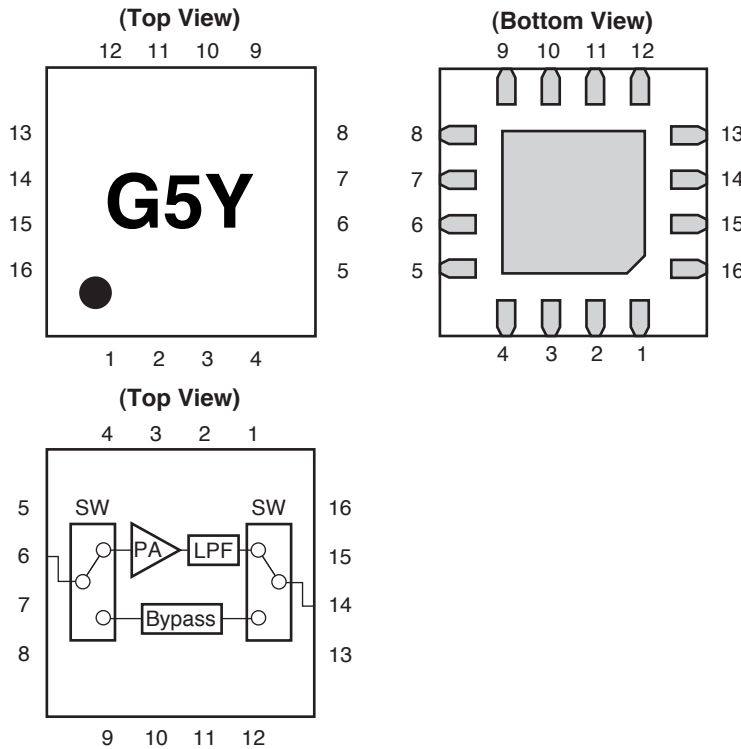 (Top View)
12 11 10 9
13 8
14 7
G5Y
15 6
16 5
1 2 3 4
(Bottom View)
9 10 11 12
8 13
7 14
6 15
5 16
4 3 2 1
(Top View)
4 3 2 1
5 SW SW 16
6 PA LPF 15
7 Bypass 14
8 13
9 10 11 12